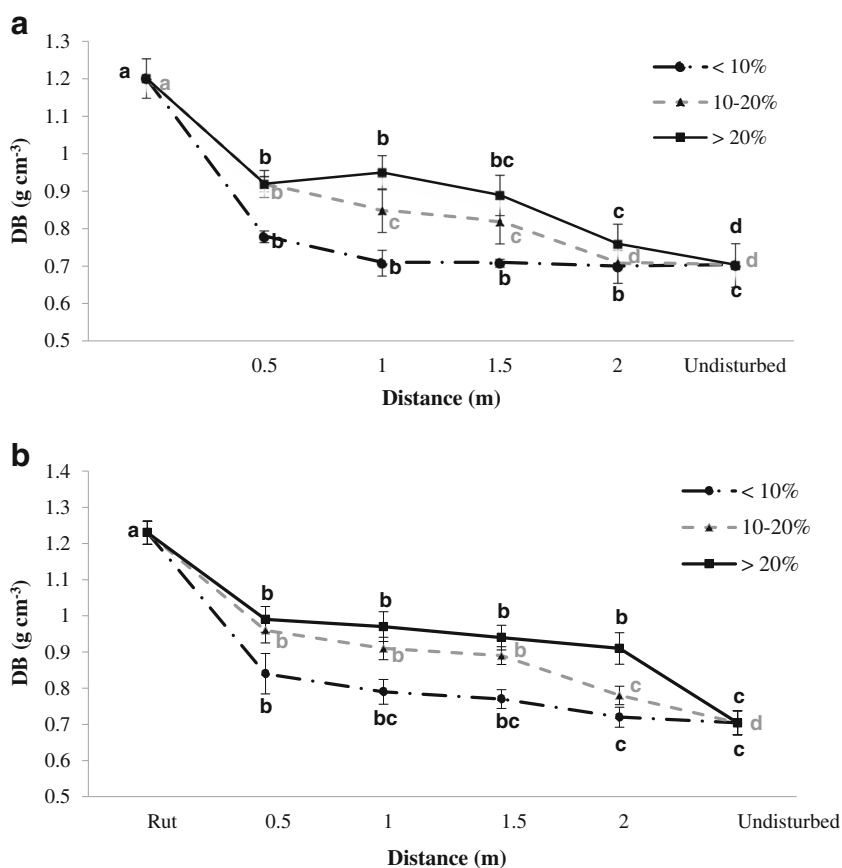 a
1.3
1.2
1.1
1
0.9
0.8
0.7
0.6
0.5
DB (g cm⁻³)
a a
b b b
b c b
bc c b
c d b
d d c
< 10%
10-20%
> 20%
0.5 1 1.5 2 Undisturbed
Distance (m)
b
1.4
1.3
1.2
1.1
1
0.9
0.8
0.7
0.6
0.5
DB (g cm⁻³)
a
b b b
b b bc
b b bc
b c c
c d c
< 10%
10-20%
> 20%
Rut 0.5 1 1.5 2 Undisturbed
Distance (m)